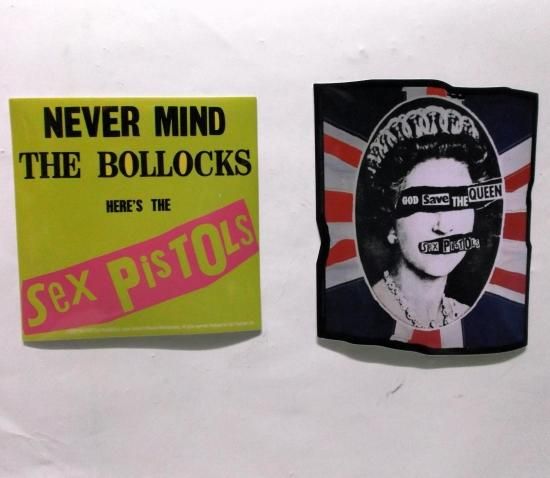 NEVER MIND
THE BOLLOCKS
HERE'S THE
Sex PisTOls
GOD Save THE QUEEN
SEX PISTOLS